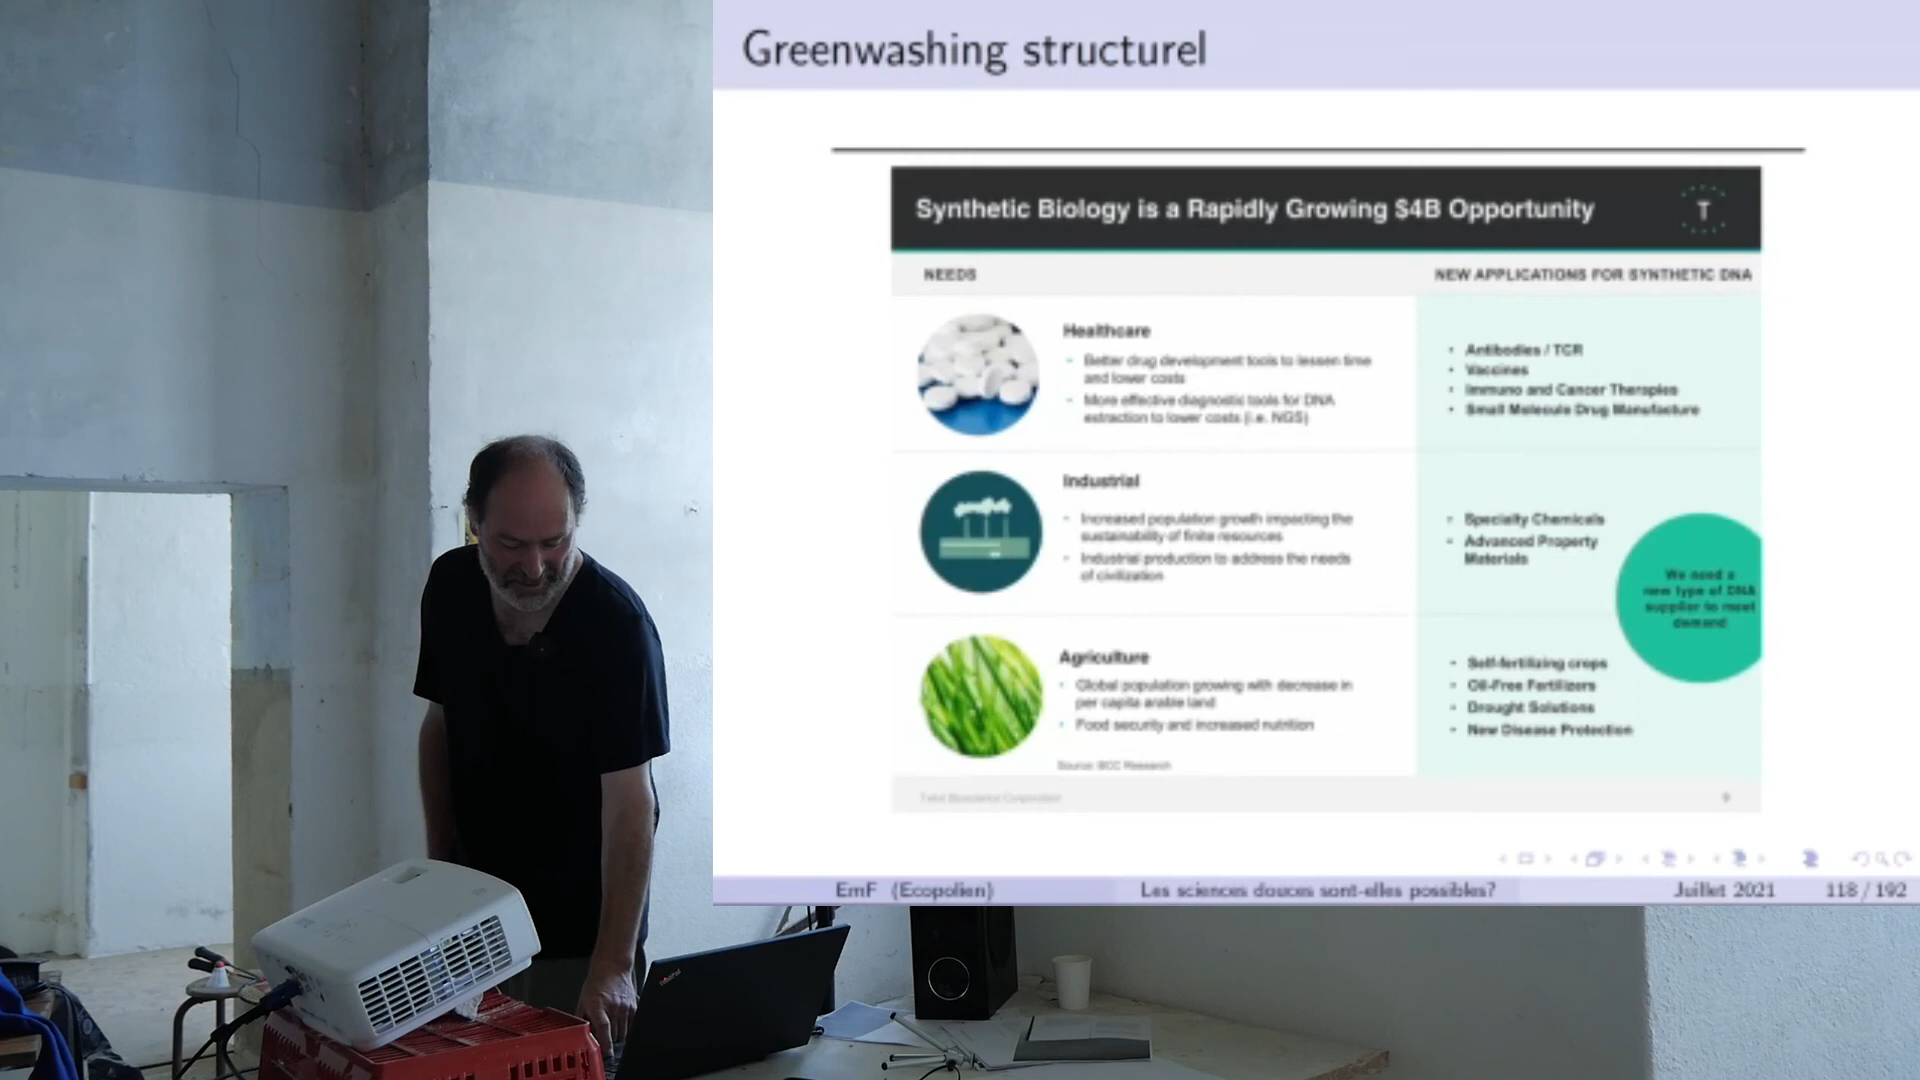 Greenwashing structurel
Synthetic Biology is a Rapidly Growing $4B Opportunity
T
NEEDS
NEW APPLICATIONS FOR SYNTHETIC DNA
Healthcare
- Better drug development tools to lessen time
and lower costs
- More effective diagnostic tools for DNA
extraction to lower costs (i.e. NGS)
• Antibodies / TCR
• Vaccines
• Immuno and Cancer Therapies
• Small Molecule Drug Manufacture
Industrial
- Increased population growth impacting the
sustainability of finite resources
- Industrial production to address the needs
of civilization
• Specialty Chemicals
• Advanced Property
Materials
We need a
new type of DNA
supplier to meet
demand
Agriculture
- Global population growing with decrease in
per capita arable land
- Food security and increased nutrition
• Self-fertilizing crops
• Oil-Free Fertilizers
• Drought Solutions
• New Disease Protection
Source: BCC Research
Twist Bioscience Corporation
9
EmF (Ecopolien)
Les sciences douces sont-elles possibles?
Juillet 2021
118 / 192
ThinkPad